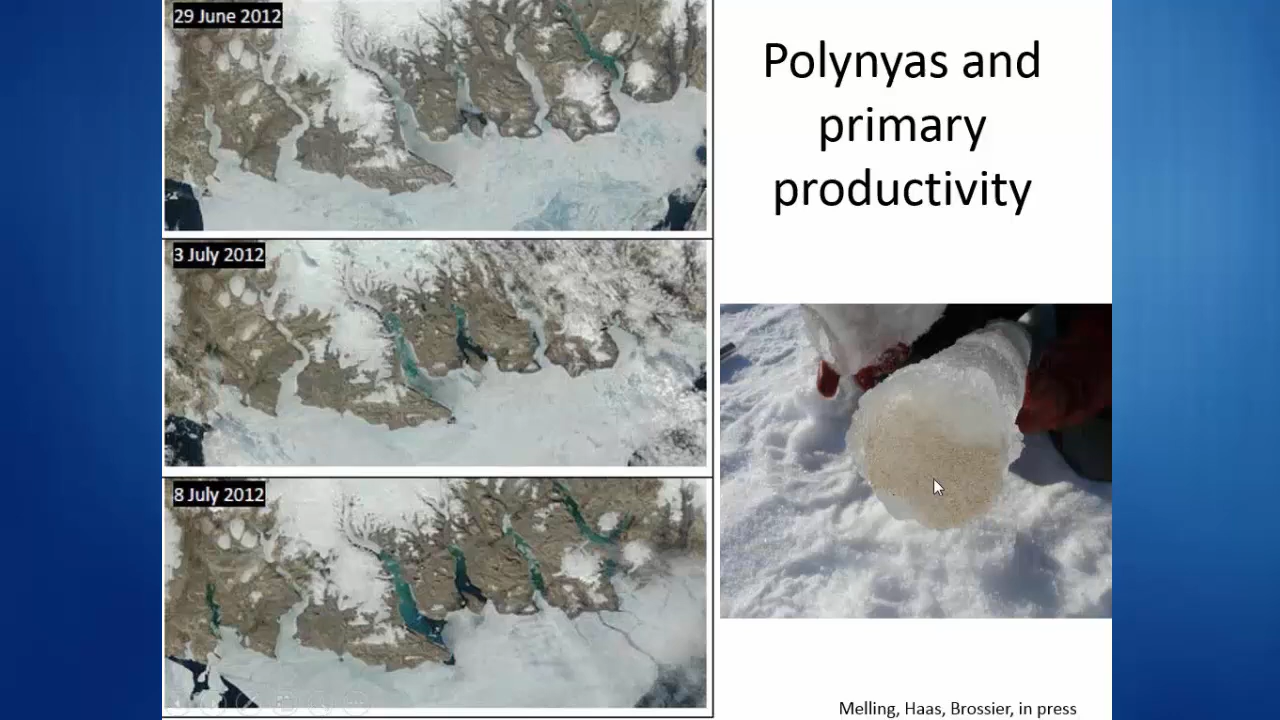 29 June 2012
Polynyas and
primary
productivity
3 July 2012
8 July 2012
Melling, Haas, Brossier, in press